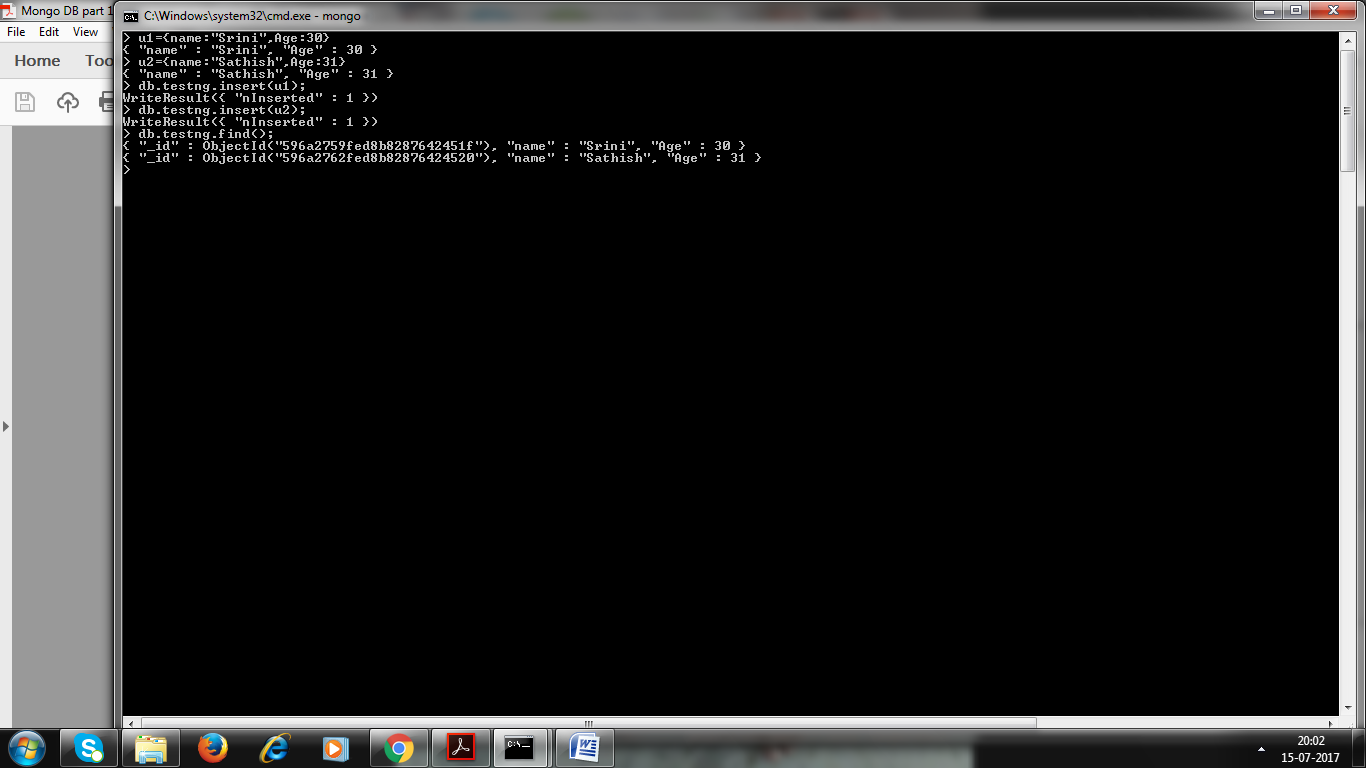 Mongo DB part 1
C:\Windows\system32\cmd.exe - mongo
File Edit View
Home Too
> u1={name:"Srini",Age:30}
{ "name" : "Srini", "Age" : 30 }
> u2={name:"Sathish",Age:31}
{ "name" : "Sathish", "Age" : 31 }
> db.testng.insert(u1);
WriteResult({ "nInserted" : 1 })
> db.testng.insert(u2);
WriteResult({ "nInserted" : 1 })
> db.testng.find();
{ "_id" : ObjectId("596a2759fed8b8287642451f"), "name" : "Srini", "Age" : 30 }
{ "_id" : ObjectId("596a2762fed8b82876424520"), "name" : "Sathish", "Age" : 31 }
>
20:02
15-07-2017